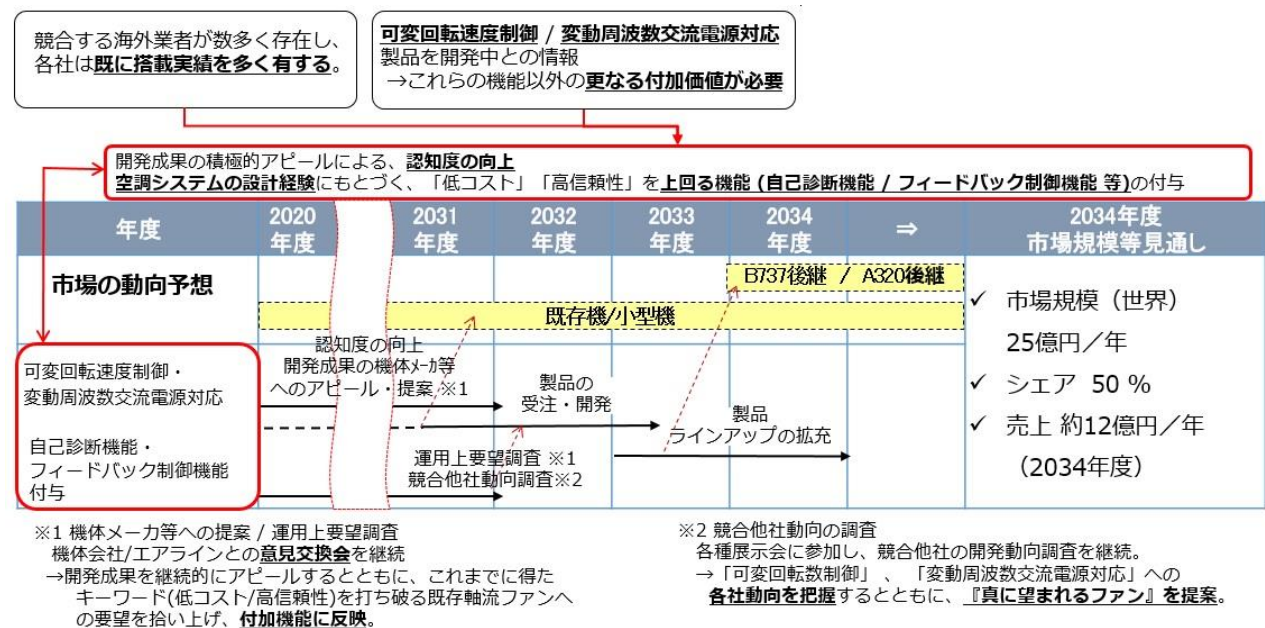 競合する海外業者が数多く存在し、
各社は既に搭載実績を多く有する。
可変回転速度制御 / 変動周波数交流電源対応
製品を開発中との情報
→これらの機能以外の更なる付加価値が必要
開発成果の積極的アピールによる、認知度の向上
空調システムの設計経験にもとづく、「低コスト」「高信頼性」を上回る機能 (自己診断機能 / フィードバック制御機能 等)の付与
年度
2020
年度
2031
年度
2032
年度
2033
年度
2034
年度
⇒
2034年度
市場規模等見通し
市場の動向予想
B737後継 / A320後継
既存機/小型機
✓ 市場規模（世界）
25億円／年
✓ シェア 50 %
✓ 売上 約12億円／年
（2034年度）
可変回転速度制御・
変動周波数交流電源対応
自己診断機能・
フィードバック制御機能
付与
認知度の向上
開発成果の機体ﾒｰｶ等
へのアピール・提案 ※1
製品の
受注・開発
製品
ラインアップの拡充
運用上要望調査 ※1
競合他社動向調査※2
※1 機体メーカ等への提案 / 運用上要望調査
機体会社/エアラインとの意見交換会を継続
→開発成果を継続的にアピールするとともに、これまでに得た
キーワード(低コスト/高信頼性)を打ち破る既存軸流ファンへ
の要望を拾い上げ、付加機能に反映。
※2 競合他社動向の調査
各種展示会に参加し、競合他社の開発動向調査を継続。
→「可変回転数制御」 、 「変動周波数交流電源対応」への
各社動向を把握するとともに、『真に望まれるファン』を提案。